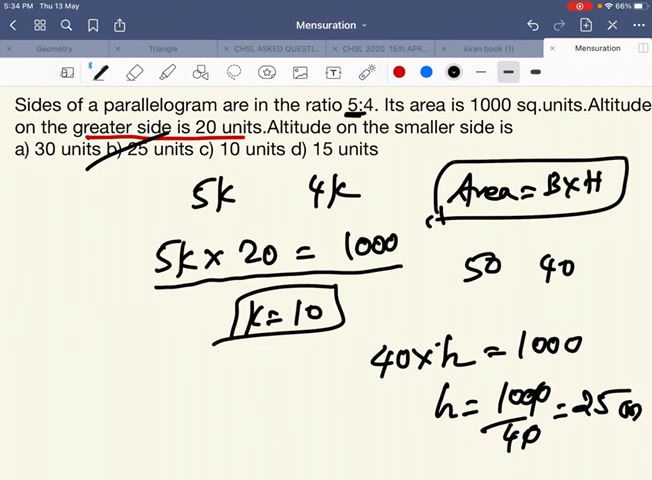 5:34 PM Thu 13 May
66%
Mensuration
Geometry
Triangle
CHSL ASKED QUESTI...
CHSL 2020 15th APR...
kiran book (1)
Mensuration
Sides of a parallelogram are in the ratio 5:4. Its area is 1000 sq.units.Altitude
on the greater side is 20 units.Altitude on the smaller side is
a) 30 units b) 25 units c) 10 units d) 15 units
5k 4k
Area = B×H
5k × 20 = 1000
50 40
k = 10
40×h = 1000
h = 1000/40 = 25